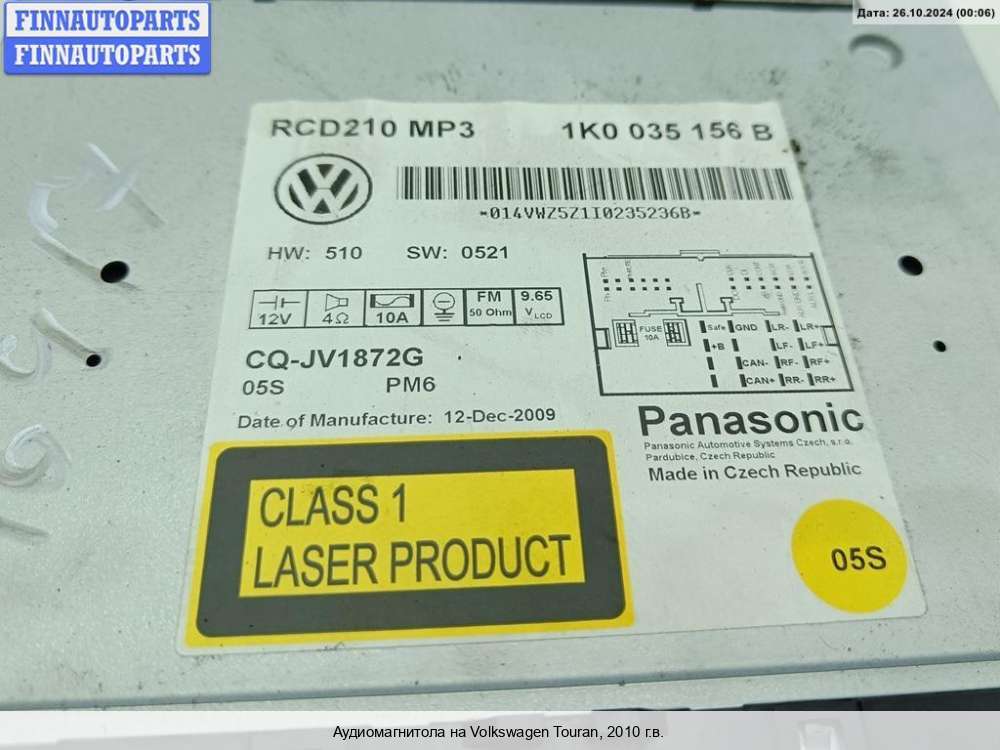 FINNAUTOPARTS
FINNAUTOPARTS
Дата: 26.10.2024 (00:06)
RCD210 MP3 1K0 035 156 B
*014VWZ5Z1I0235236B*
HW: 510 SW: 0521
12V 4Ω 10A FM 50 Ohm 9.65 VLCD
FUSE 10A
Safe GND LR- LR+
+B LF- LF+
CAN- RF- RF+
CAN+ RR- RR+
CQ-JV1872G
05S PM6
Date of Manufacture: 12-Dec-2009
Panasonic
Panasonic Automotive Systems Czech, s.r.o.
Pardubice, Czech Republic
Made in Czech Republic
CLASS 1
LASER PRODUCT
05S
Аудиомагнитола на Volkswagen Touran, 2010 г.в.